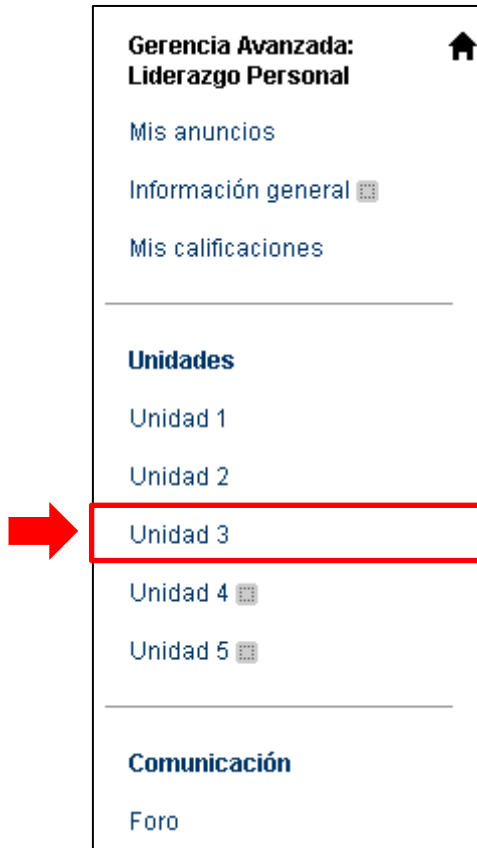 Gerencia Avanzada:
Liderazgo Personal
Mis anuncios
Información general
Mis calificaciones
Unidades
Unidad 1
Unidad 2
Unidad 3
Unidad 4
Unidad 5
Comunicación
Foro